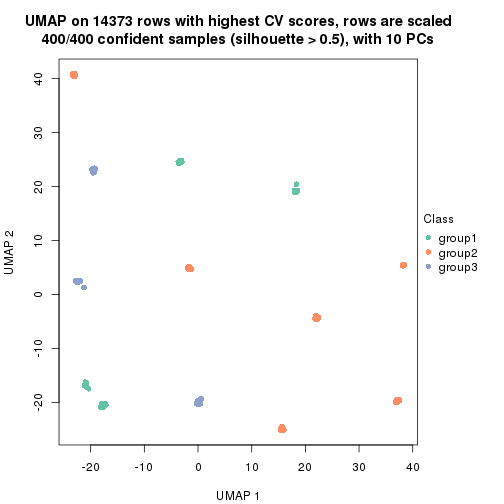 UMAP on 14373 rows with highest CV scores, rows are scaled
400/400 confident samples (silhouette > 0.5), with 10 PCs
40
30
20
10
0
-10
-20
UMAP 2
-20
-10
0
10
20
30
40
UMAP 1
Class
group1
group2
group3